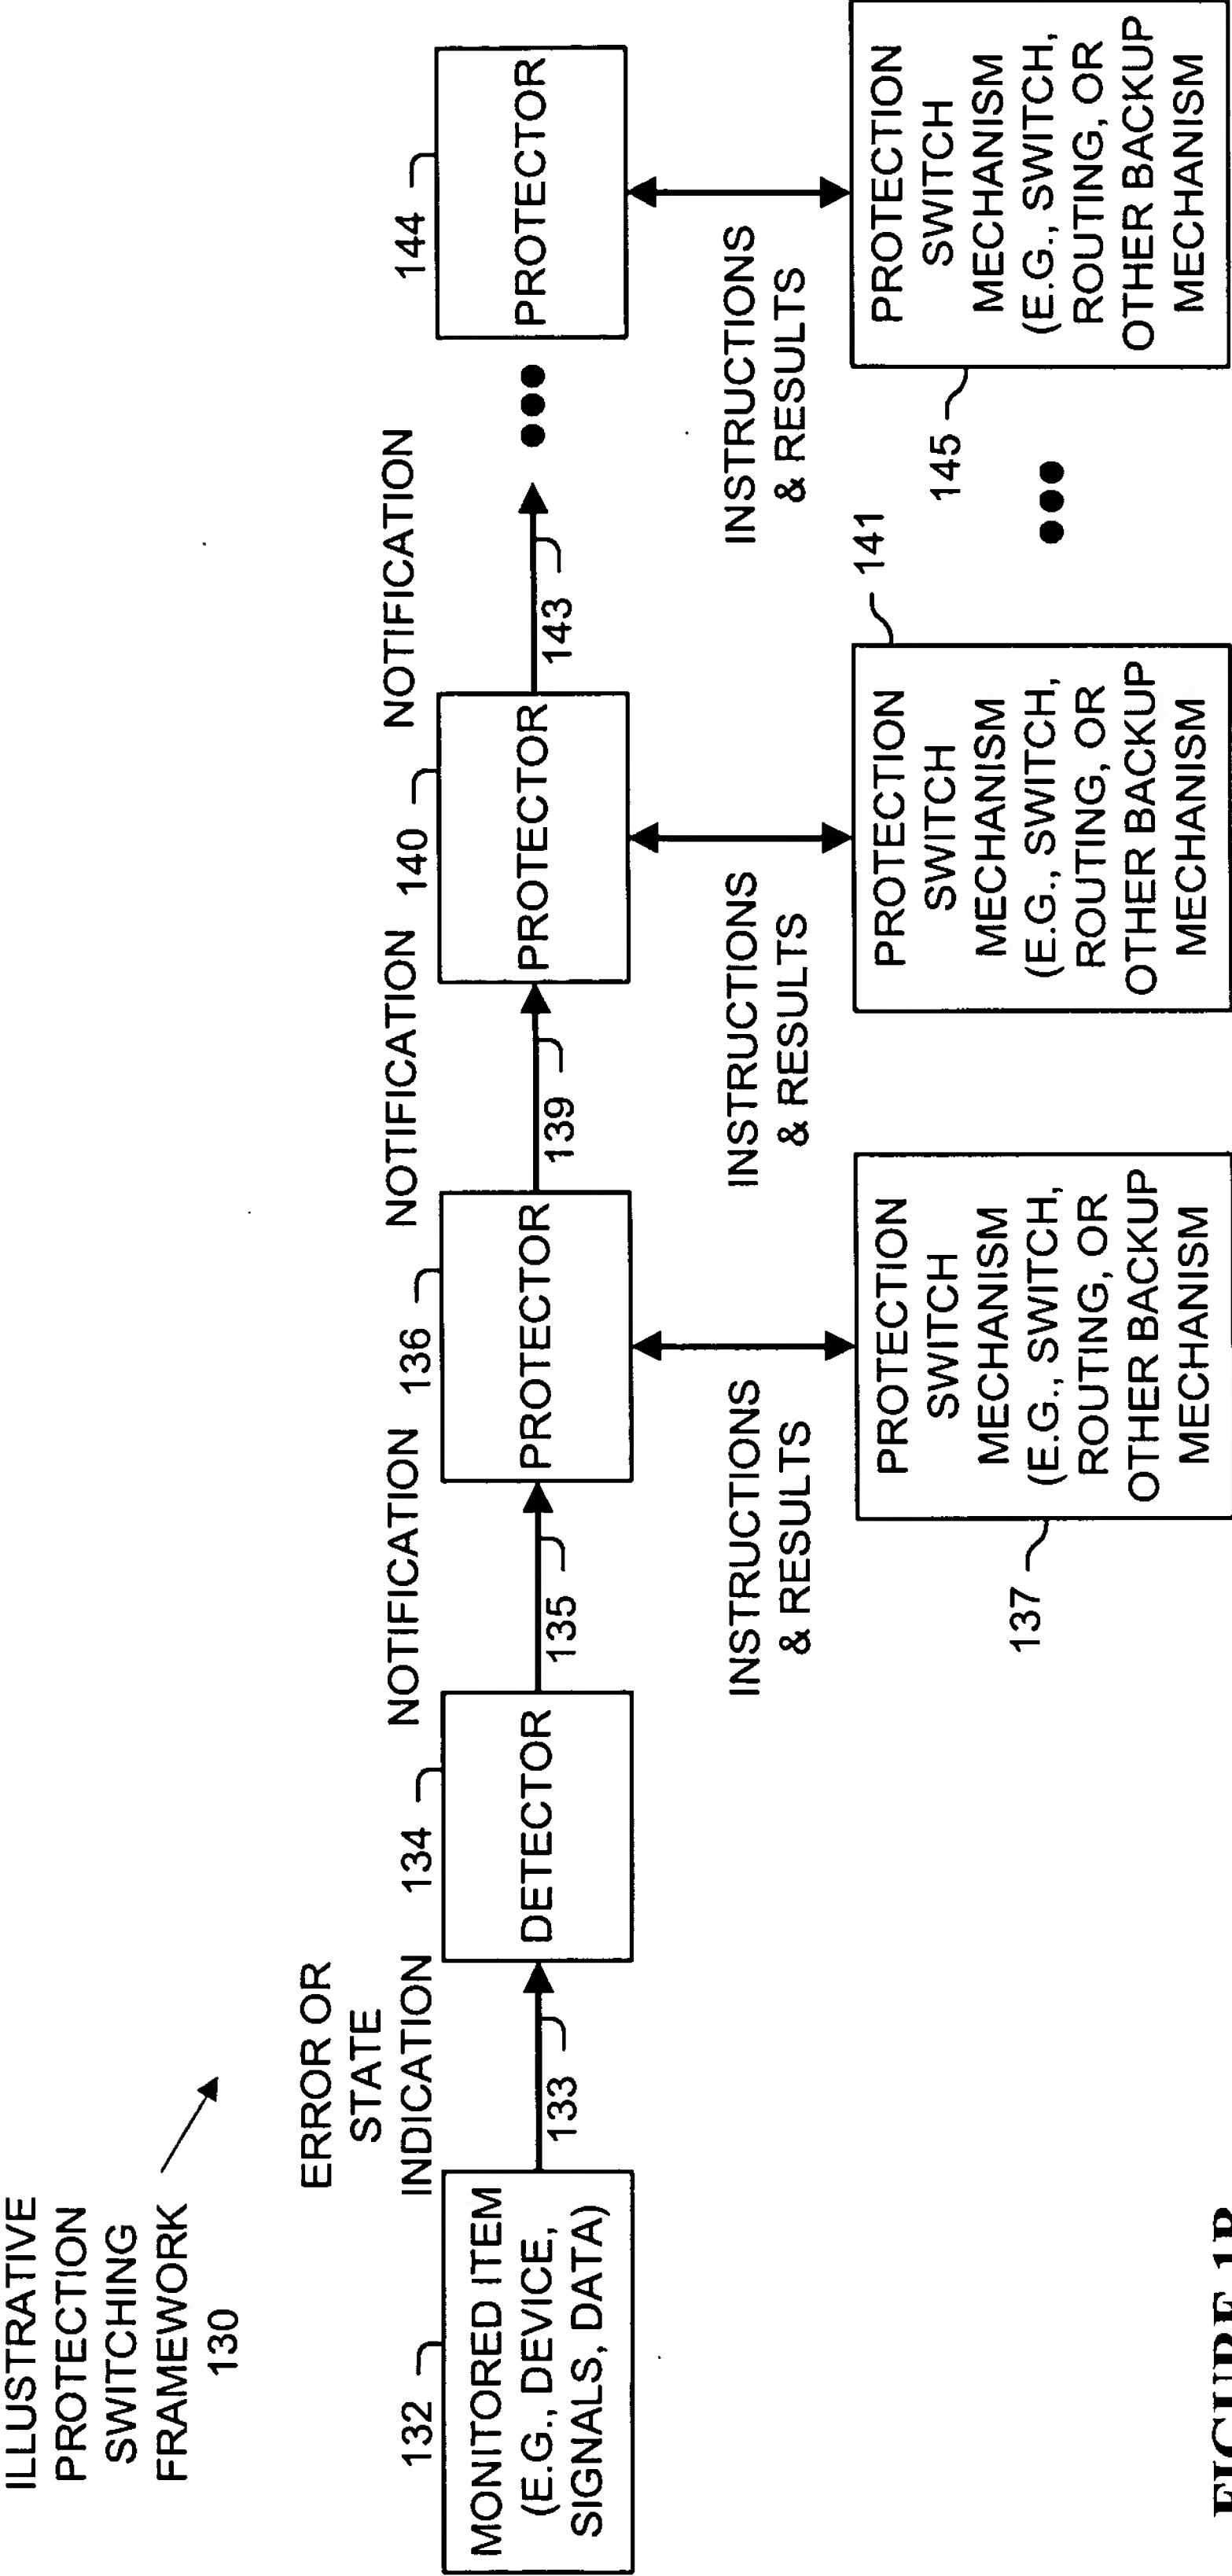 ILLUSTRATIVE
PROTECTION
SWITCHING
FRAMEWORK
130
ERROR OR
STATE
INDICATION
NOTIFICATION
NOTIFICATION
NOTIFICATION
132
134
136
140
144
MONITORED ITEM
(E.G., DEVICE,
SIGNALS, DATA)
133
DETECTOR
135
PROTECTOR
139
PROTECTOR
143
PROTECTOR
INSTRUCTIONS
& RESULTS
INSTRUCTIONS
& RESULTS
INSTRUCTIONS
& RESULTS
137
PROTECTION
SWITCH
MECHANISM
(E.G., SWITCH,
ROUTING, OR
OTHER BACKUP
MECHANISM
141
PROTECTION
SWITCH
MECHANISM
(E.G., SWITCH,
ROUTING, OR
OTHER BACKUP
MECHANISM
145
PROTECTION
SWITCH
MECHANISM
(E.G., SWITCH,
ROUTING, OR
OTHER BACKUP
MECHANISM
FIGURE 1B